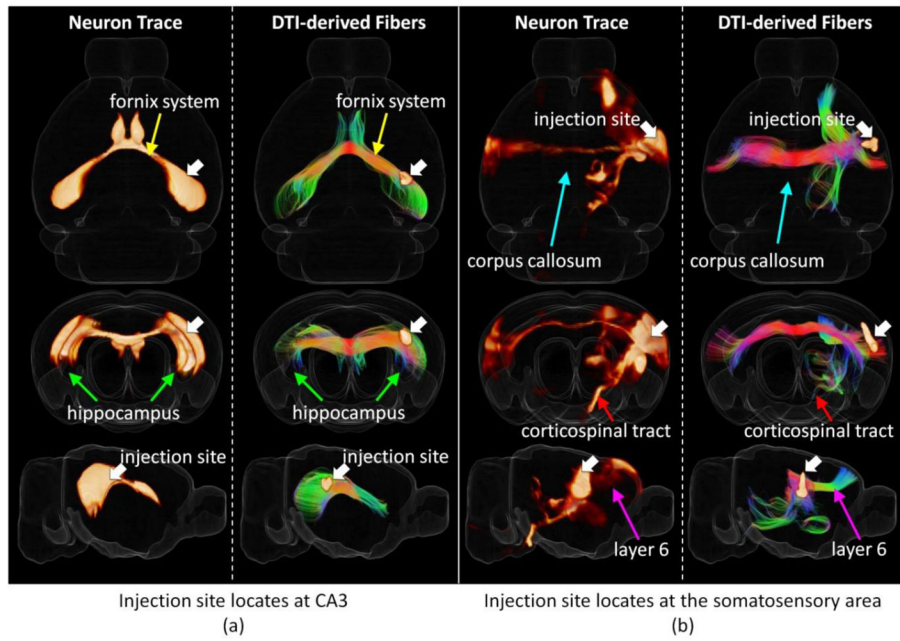 Neuron Trace
DTI-derived Fibers
Neuron Trace
DTI-derived Fibers
fornix system
fornix system
injection site
injection site
corpus callosum
corpus callosum
hippocampus
hippocampus
corticospinal tract
corticospinal tract
injection site
injection site
layer 6
layer 6
Injection site locates at CA3
Injection site locates at the somatosensory area
(a)
(b)